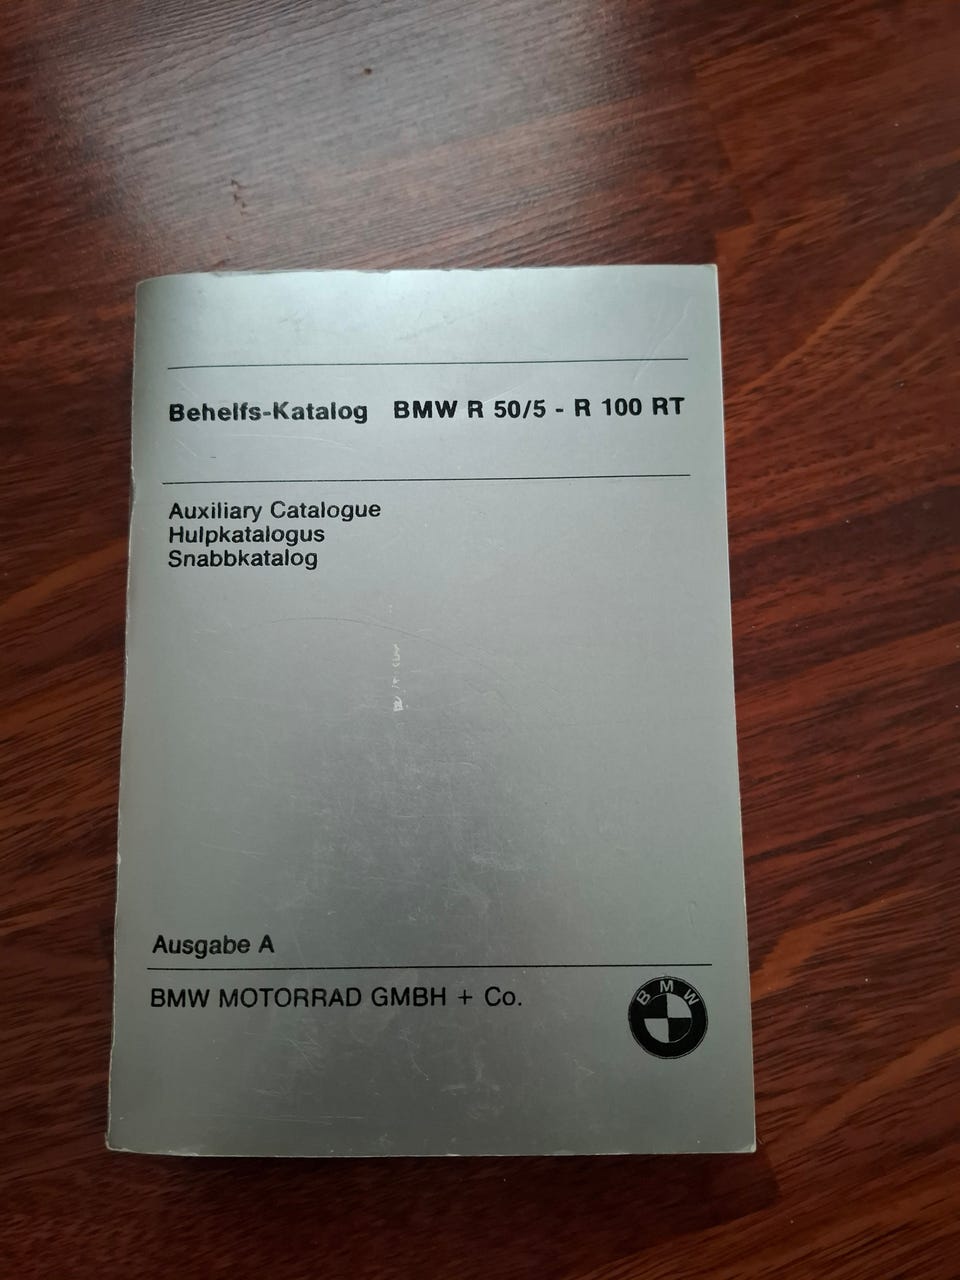 Behelfs-Katalog BMW R 50/5 - R 100 RT
Auxiliary Catalogue
Hulpkatalogus
Snabbkatalog
Ausgabe A
BMW MOTORRAD GMBH + Co.
BMW